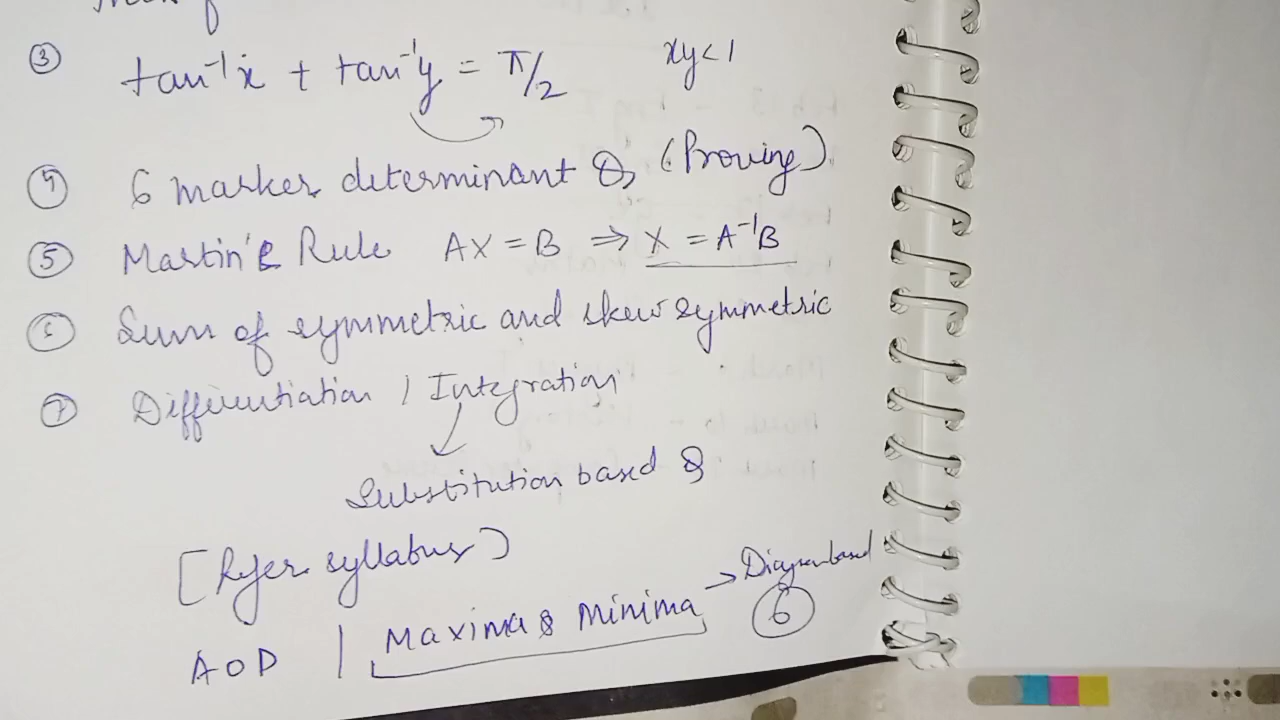 ③ tan⁻¹x + tan⁻¹y = π/2 xy<1
④ 6 marker determinant Q, (Proving)
⑤ Martin's Rule AX = B ⇒ X = A⁻¹B
⑥ Sum of symmetric and skew symmetric
⑦ Differentiation / Integration
Substitution based Q
[Refer syllabus)
AOD | Maxima & Minima → Diagram based
⑥